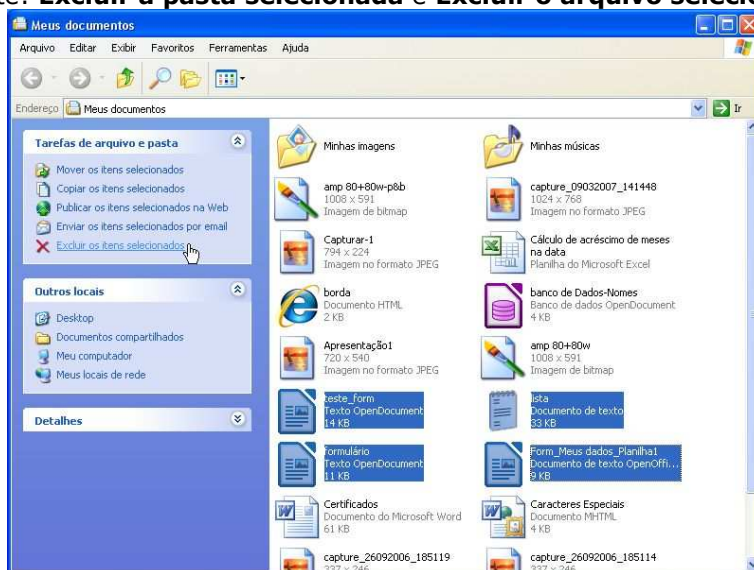 Excluir a pasta selecionada e Excluir o arquivo selecio
Meus documentos
Arquivo Editar Exibir Favoritos Ferramentas Ajuda
Endereço Meus documentos Ir
Tarefas de arquivo e pasta
Mover os itens selecionados
Copiar os itens selecionados
Publicar os itens selecionados na Web
Enviar os itens selecionados por email
Excluir os itens selecionados
Outros locais
Desktop
Documentos compartilhados
Meu computador
Meus locais de rede
Detalhes
Minhas imagens
Minhas músicas
amp 80+80w-p&b
1008 x 591
Imagem de bitmap
capture_09032007_141448
1024 x 768
Imagem no formato JPEG
Capturar-1
794 x 224
Imagem no formato JPEG
Cálculo de acréscimo de meses
na data
Planilha do Microsoft Excel
borda
Documento HTML
2 KB
banco de Dados-Nomes
Banco de dados OpenDocument
4 KB
Apresentação1
720 x 540
Imagem no formato JPEG
amp 80+80w
1008 x 591
Imagem de bitmap
teste_form
Texto OpenDocument
14 KB
lista
Documento de texto
33 KB
formulário
Texto OpenDocument
11 KB
Form_Meus dados_Planilha1
Documento de texto OpenOffi...
9 KB
Certificados
Documento do Microsoft Word
61 KB
Caracteres Especiais
Documento MHTML
4 KB
capture_26092006_185119
337 x 246
capture_26092006_185114
337 x 246